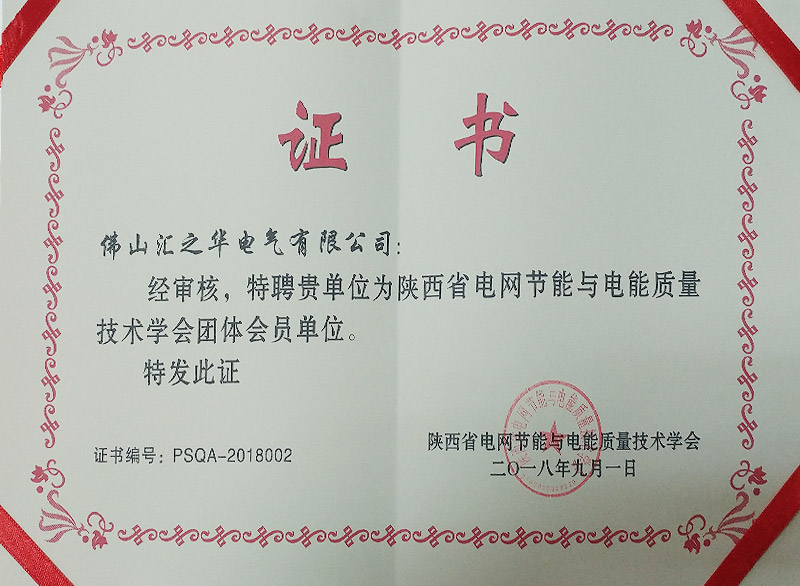 证书
佛山汇之华电气有限公司:
经审核，特聘贵单位为陕西省电网节能与电能质量
技术学会团体会员单位。
特发此证
证书编号：PSQA-2018002
陕西省电网节能与电能质量技术学会
二〇一八年九月一日